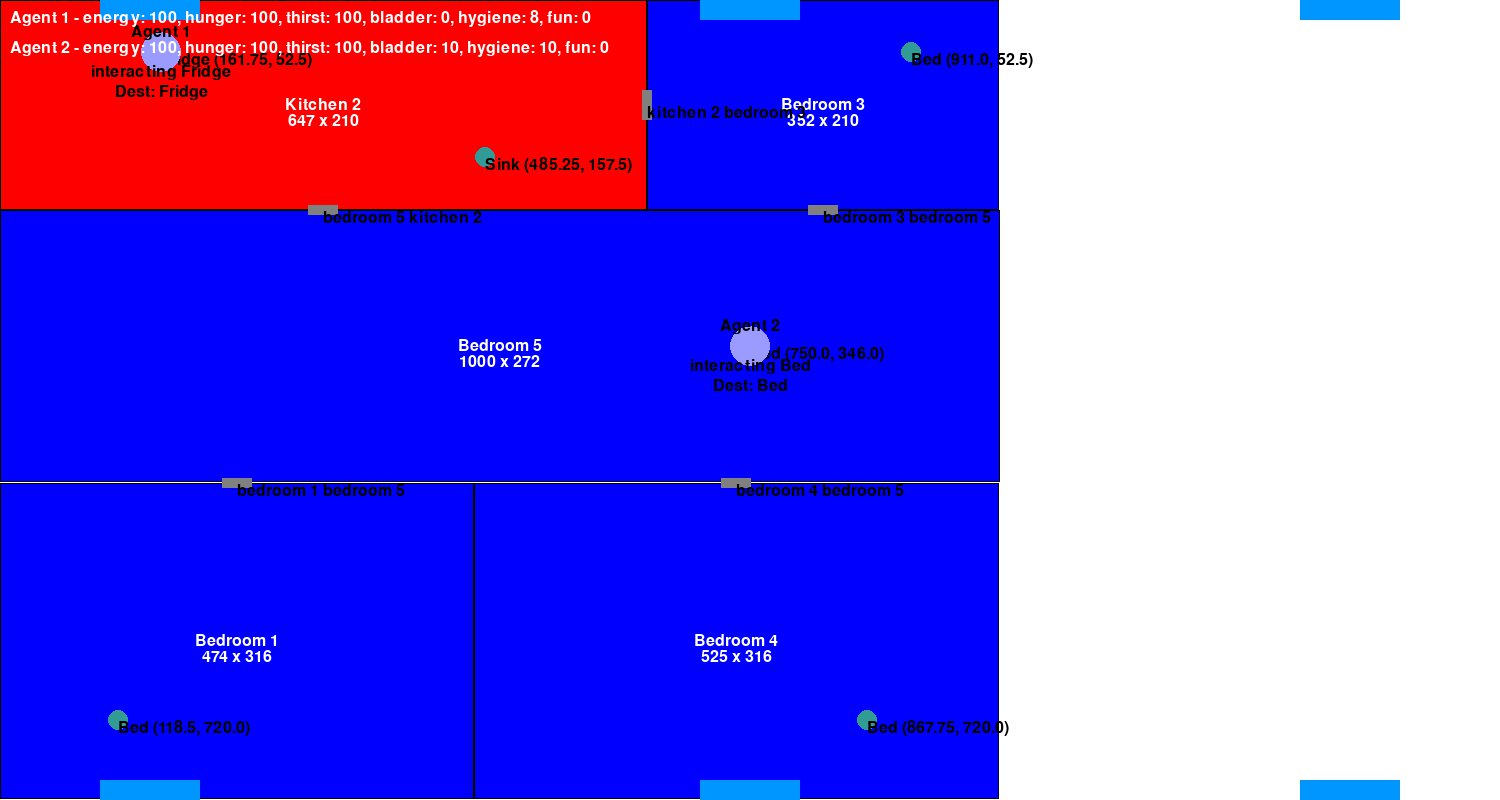 Agent 1 - energy: 100, hunger: 100, thirst: 100, bladder: 0, hygiene: 8, fun: 0
Agent 1
Agent 2 - energy: 100, hunger: 100, thirst: 100, bladder: 10, hygiene: 10, fun: 0
(161.75, 52.5)
Bed (911.0, 52.5)
interacting Fridge
Dest: Fridge
Kitchen 2
647 x 210
Bedroom 3
352 x 210
kitchen 2 bedroom
Sink (485.25, 157.5)
bedroom 5 kitchen 2
bedroom 3 bedroom 5
Agent 2
Bedroom 5
1000 x 272
(750.0, 346.0)
interacting Bed
Dest: Bed
bedroom 1 bedroom 5
bedroom 4 bedroom 5
Bedroom 1
474 x 316
Bedroom 4
525 x 316
Bed (118.5, 720.0)
Bed (867.75, 720.0)